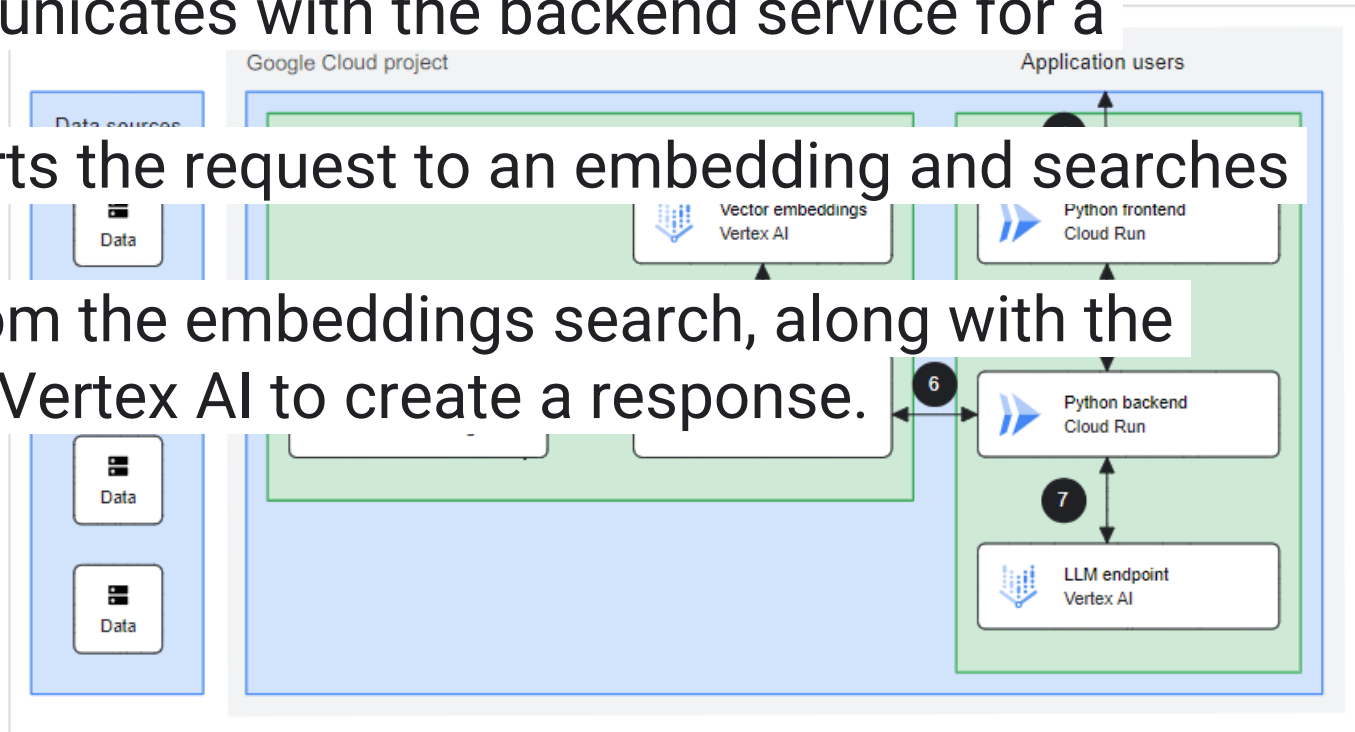 unicates with the backend service for a
Google Cloud project
Application users
Data sources
rts the request to an embedding and searches
Data
Vector embeddings
Vertex AI
Python frontend
Cloud Run
om the embeddings search, along with the
Vertex AI to create a response.
6
Python backend
Cloud Run
Data
7
LLM endpoint
Vertex AI
Data